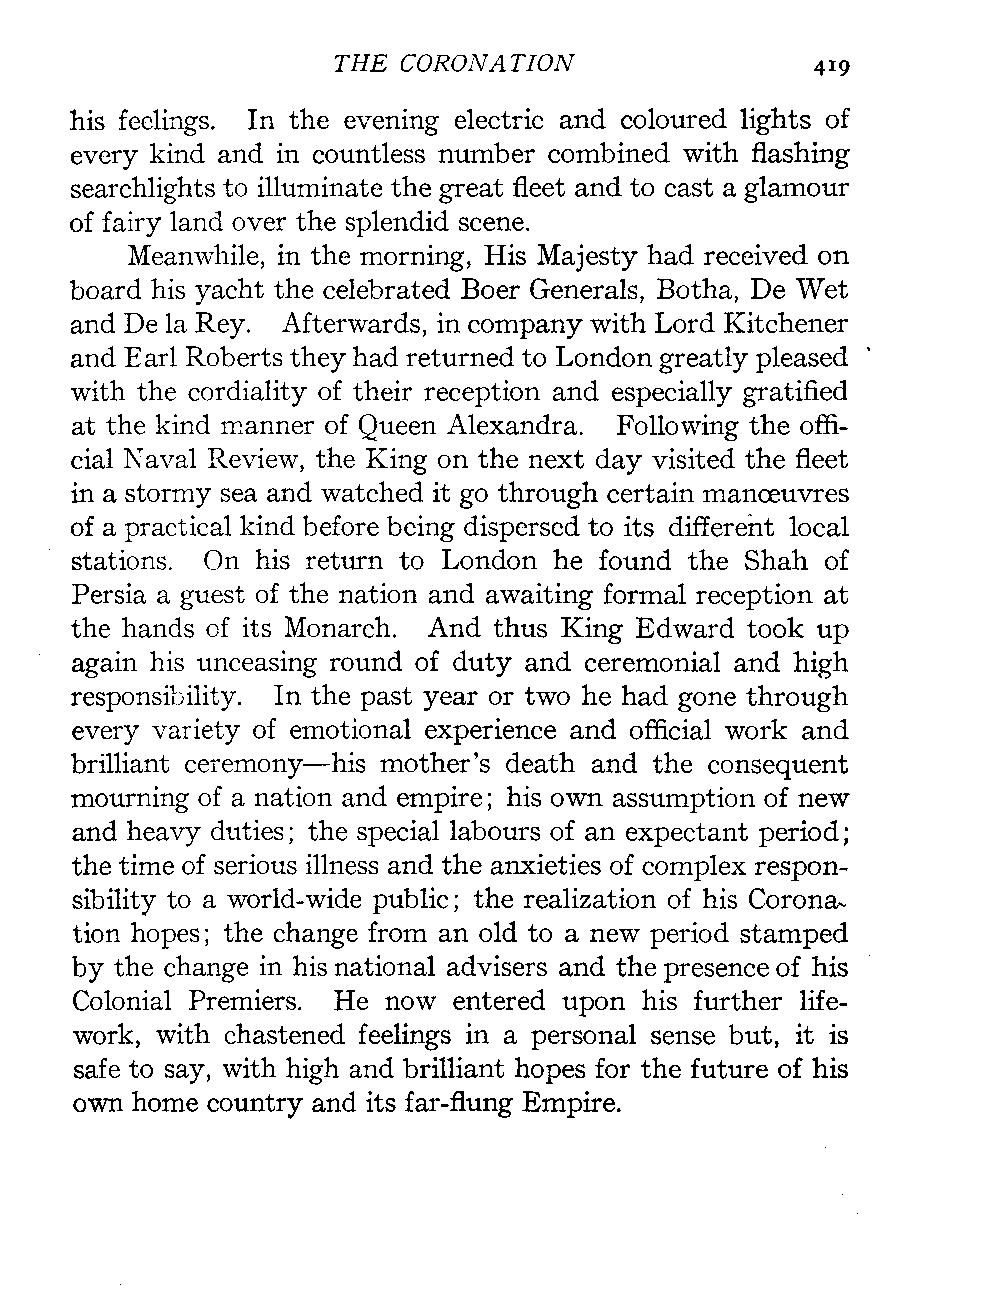 THE CORONATION 419
his feelings. In the evening electric and coloured lights of
every kind and in countless number combined with flashing
searchlights to illuminate the great fleet and to cast a glamour
of fairy land over the splendid scene.
Meanwhile, in the morning, His Majesty had received on
board his yacht the celebrated Boer Generals, Botha, De Wet
and De la Rey. Afterwards, in company with Lord Kitchener
and Earl Roberts they had returned to London greatly pleased
with the cordiality of their reception and especially gratified
at the kind manner of Queen Alexandra. Following the offi-
cial Naval Review, the King on the next day visited the fleet
in a stormy sea and watched it go through certain manœuvres
of a practical kind before being dispersed to its different local
stations. On his return to London he found the Shah of
Persia a guest of the nation and awaiting formal reception at
the hands of its Monarch. And thus King Edward took up
again his unceasing round of duty and ceremonial and high
responsibility. In the past year or two he had gone through
every variety of emotional experience and official work and
brilliant ceremony—his mother's death and the consequent
mourning of a nation and empire; his own assumption of new
and heavy duties; the special labours of an expectant period;
the time of serious illness and the anxieties of complex respon-
sibility to a world-wide public; the realization of his Corona-
tion hopes; the change from an old to a new period stamped
by the change in his national advisers and the presence of his
Colonial Premiers. He now entered upon his further life-
work, with chastened feelings in a personal sense but, it is
safe to say, with high and brilliant hopes for the future of his
own home country and its far-flung Empire.